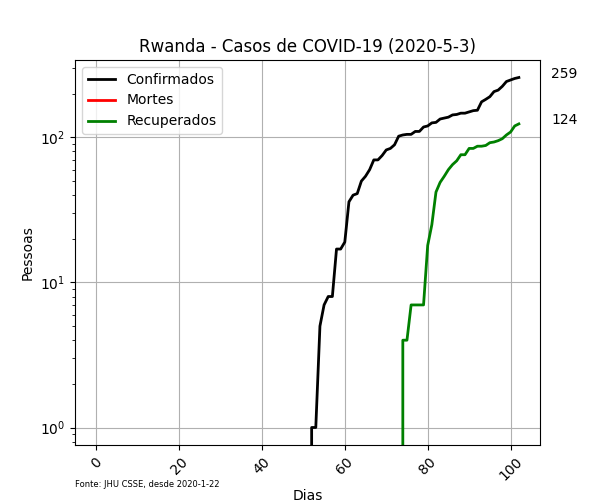 Rwanda - Casos de COVID-19 (2020-5-3)
Confirmados
Mortes
Recuperados
259
124
10²
10¹
10⁰
Pessoas
0 20 40 60 80 100
Fonte: JHU CSSE, desde 2020-1-22
Dias